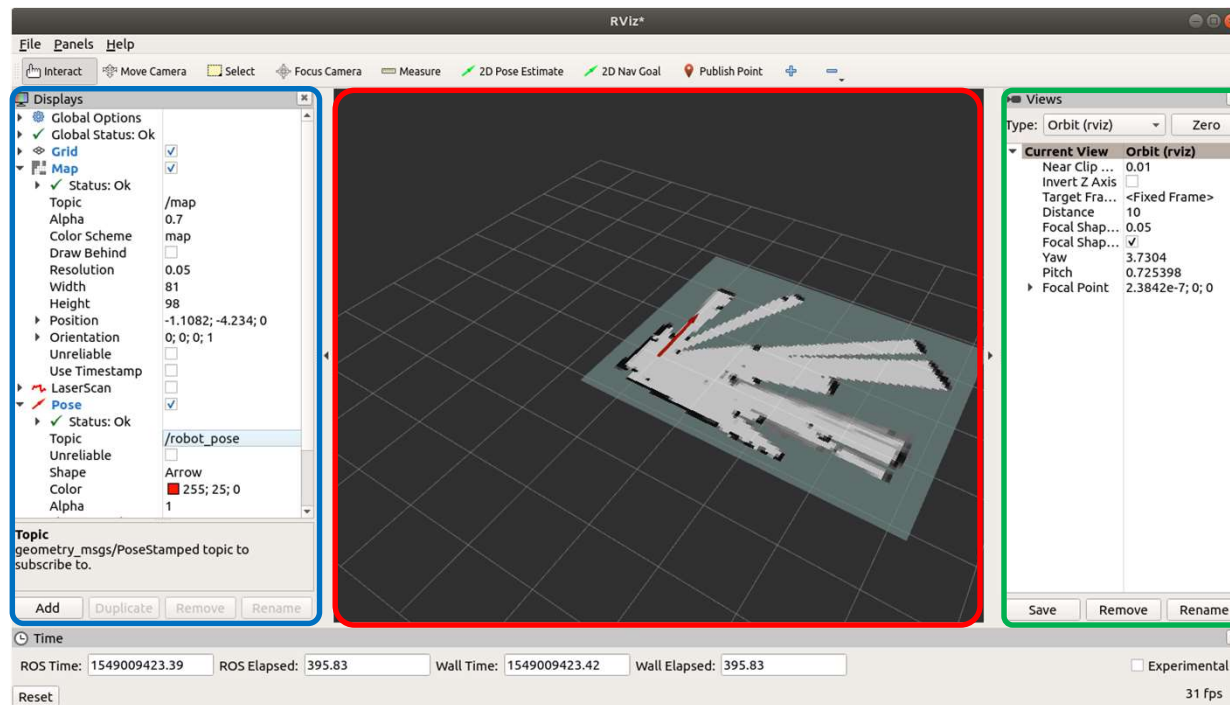 RViz*
File Panels Help
Interact Move Camera Select Focus Camera Measure 2D Pose Estimate 2D Nav Goal Publish Point
Displays
Global Options
Global Status: Ok
Grid
Map
Status: Ok
Topic /map
Alpha 0.7
Color Scheme map
Draw Behind
Resolution 0.05
Width 81
Height 98
Position -1.1082; -4.234; 0
Orientation 0; 0; 0; 1
Unreliable
Use Timestamp
LaserScan
Pose
Status: Ok
Topic /robot_pose
Unreliable
Shape Arrow
Color 255; 25; 0
Alpha 1
Topic
geometry_msgs/PoseStamped topic to
subscribe to.
Add Duplicate Remove Rename
Views
Type: Orbit (rviz) Zero
Current View Orbit (rviz)
Near Clip ... 0.01
Invert Z Axis
Target Fra... <Fixed Frame>
Distance 10
Focal Shap... 0.05
Focal Shap...
Yaw 3.7304
Pitch 0.725398
Focal Point 2.3842e-7; 0; 0
Save Remove Rename
Time
ROS Time: 1549009423.39 ROS Elapsed: 395.83 Wall Time: 1549009423.42 Wall Elapsed: 395.83 Experimental
Reset 31 fps